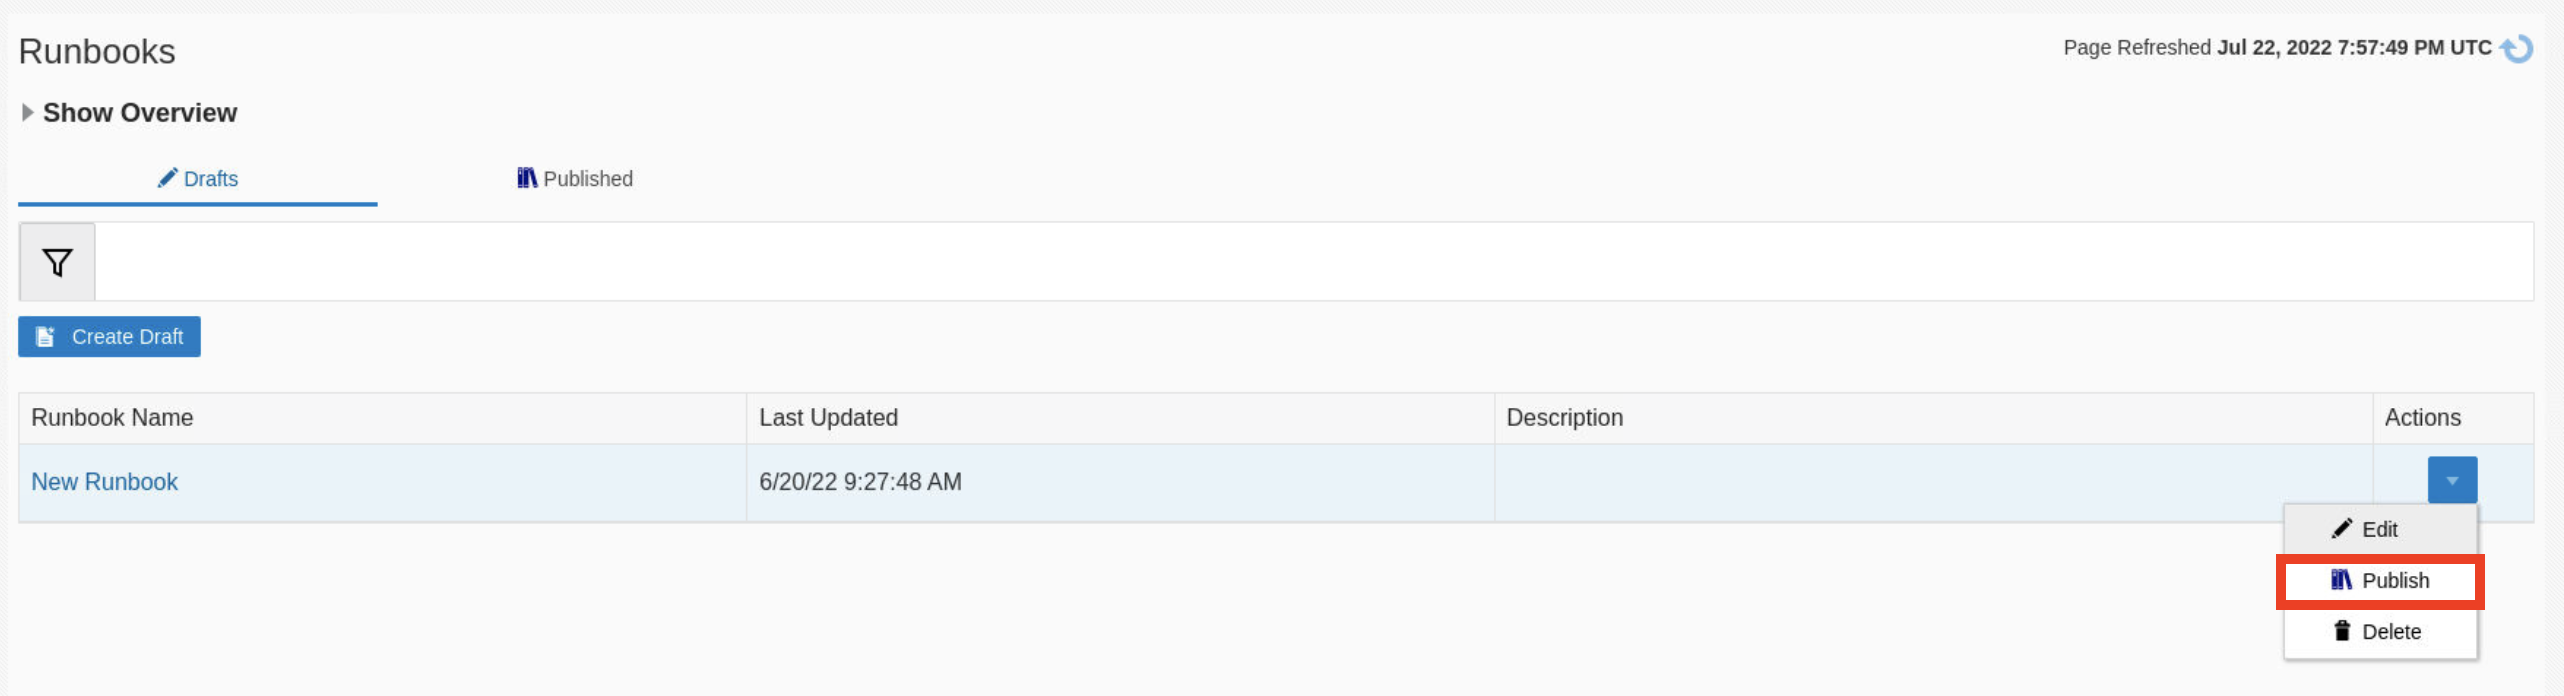 Runbooks
Page Refreshed Jul 22, 2022 7:57:49 PM UTC
Show Overview
Drafts
Published
Create Draft
Runbook Name
Last Updated
Description
Actions
New Runbook
6/20/22 9:27:48 AM
Edit
Publish
Delete